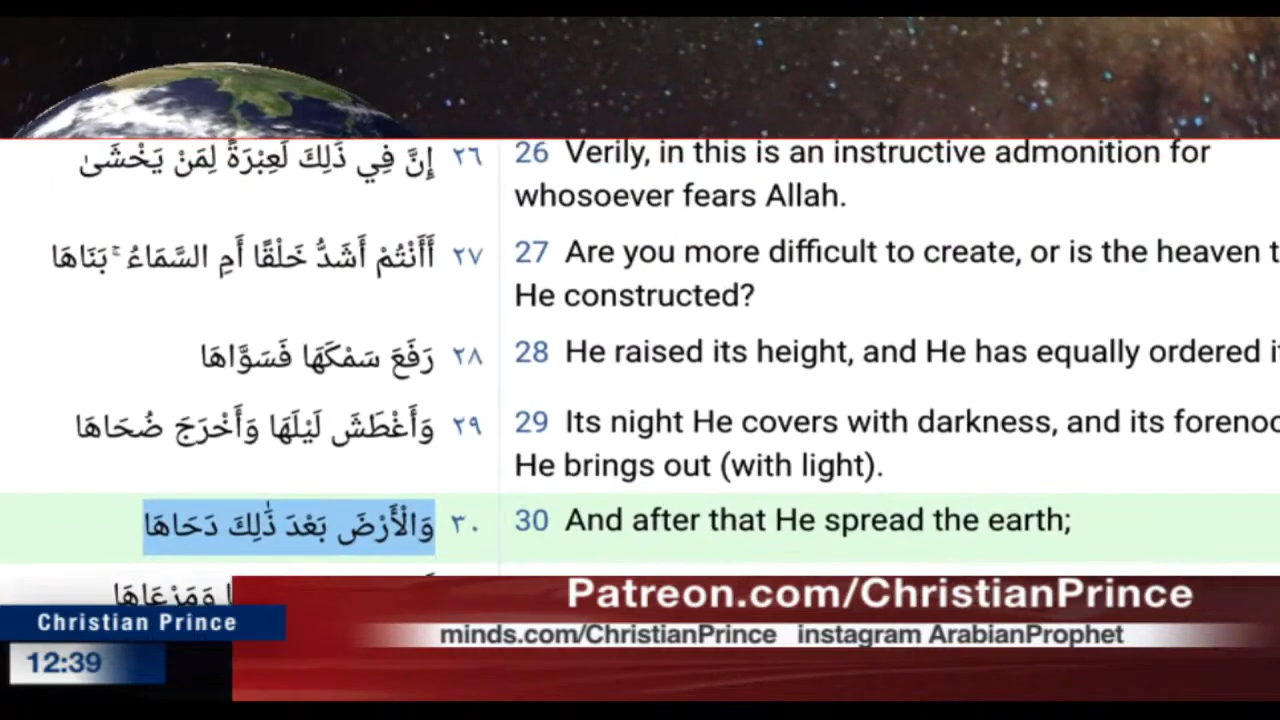 إِنَّ فِي ذَٰلِكَ لَعِبْرَةً لِمَنْ يَخْشَىٰ ٢٦
26 Verily, in this is an instructive admonition for
whosoever fears Allah.
أَأَنْتُمْ أَشَدُّ خَلْقًا أَمِ السَّمَاءُ ۚ بَنَاهَا ٢٧
27 Are you more difficult to create, or is the heaven
He constructed?
رَفَعَ سَمْكَهَا فَسَوَّاهَا ٢٨
28 He raised its height, and He has equally ordered
وَأَغْطَشَ لَيْلَهَا وَأَخْرَجَ ضُحَاهَا ٢٩
29 Its night He covers with darkness, and its
He brings out (with light).
وَالْأَرْضَ بَعْدَ ذَٰلِكَ دَحَاهَا ٣٠
30 And after that He spread the earth;
وَمَرْعَاهَا
Patreon.com/ChristianPrince
Christian Prince
minds.com/ChristianPrince instagram ArabianProphet
12:39